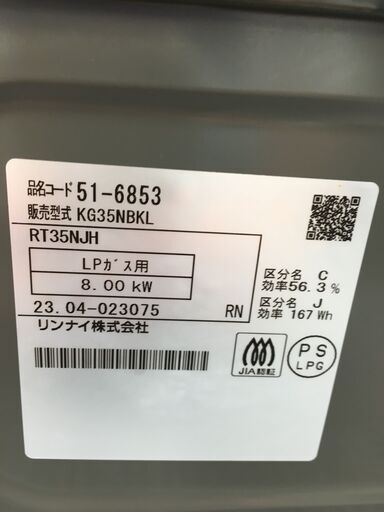 品名コード 51-6853
販売型式 KG35NBKL
RT35NJH
LPガス用
8.00 kW
23.04-023075 RN
リンナイ株式会社
区分名 C
効率56.3%
区分名 J
効率 167 Wh
JIA認証
PS
LPG